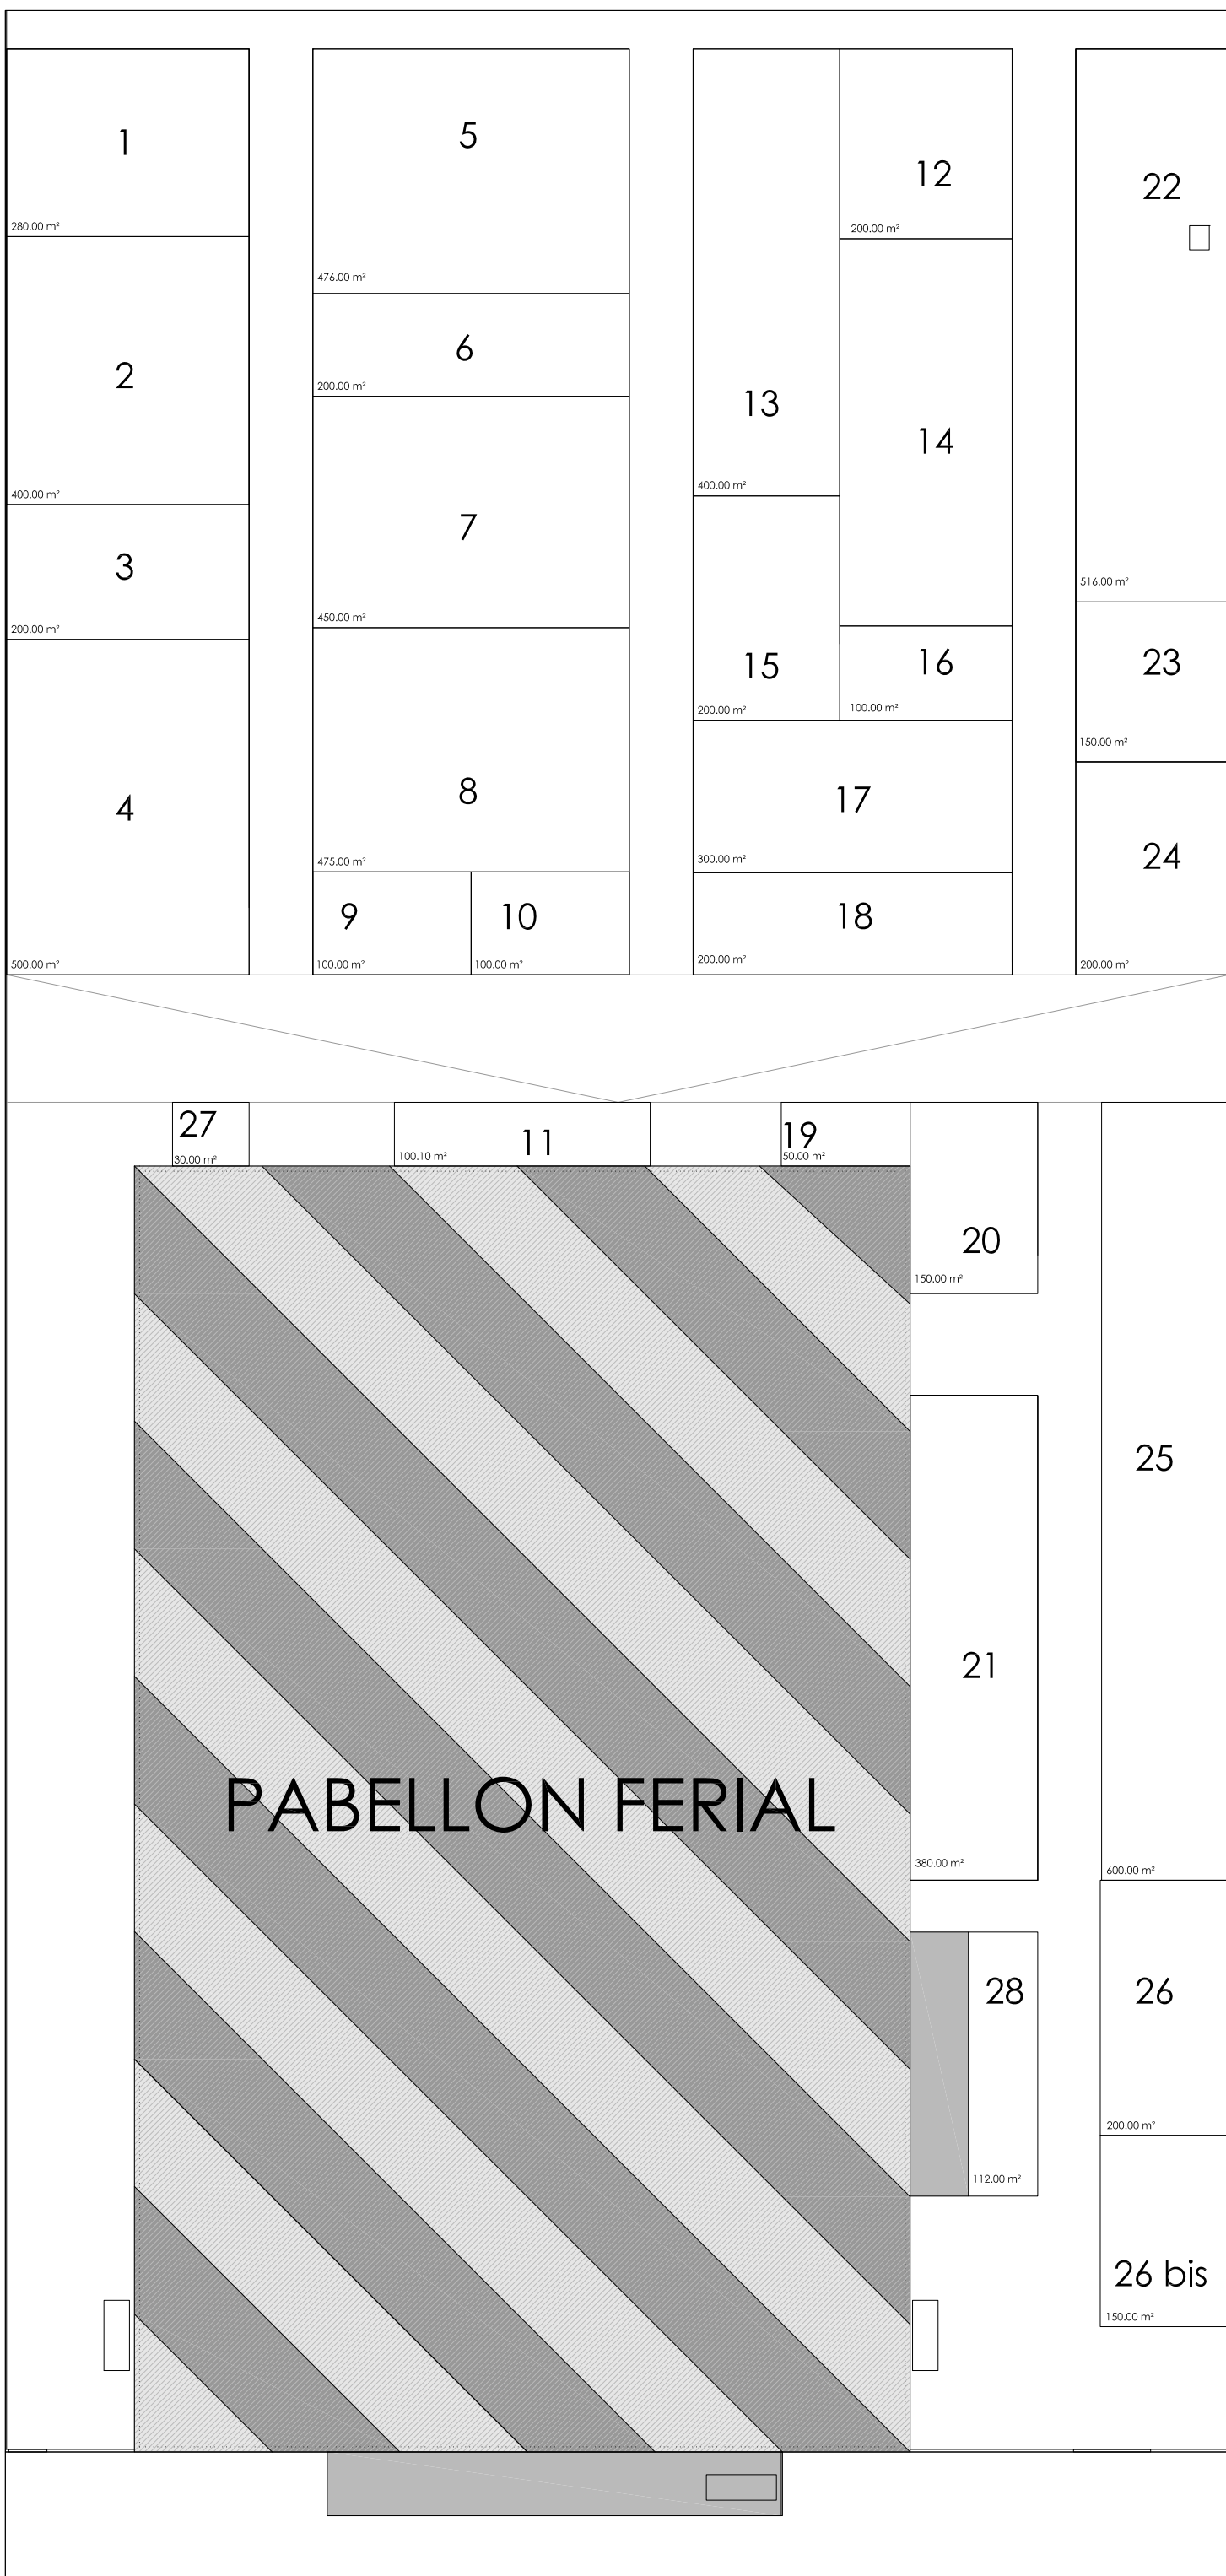 1
280.00 m²
2
400.00 m²
3
200.00 m²
4
500.00 m²
5
476.00 m²
6
200.00 m²
7
450.00 m²
8
475.00 m²
9
100.00 m²
10
100.00 m²
12
200.00 m²
13
400.00 m²
14
15
200.00 m²
16
100.00 m²
17
300.00 m²
18
200.00 m²
22
516.00 m²
23
150.00 m²
24
200.00 m²
27
30.00 m²
11
100.10 m²
19
50.00 m²
20
150.00 m²
25
600.00 m²
21
380.00 m²
PABELLON FERIAL
28
112.00 m²
26
200.00 m²
26 bis
150.00 m²